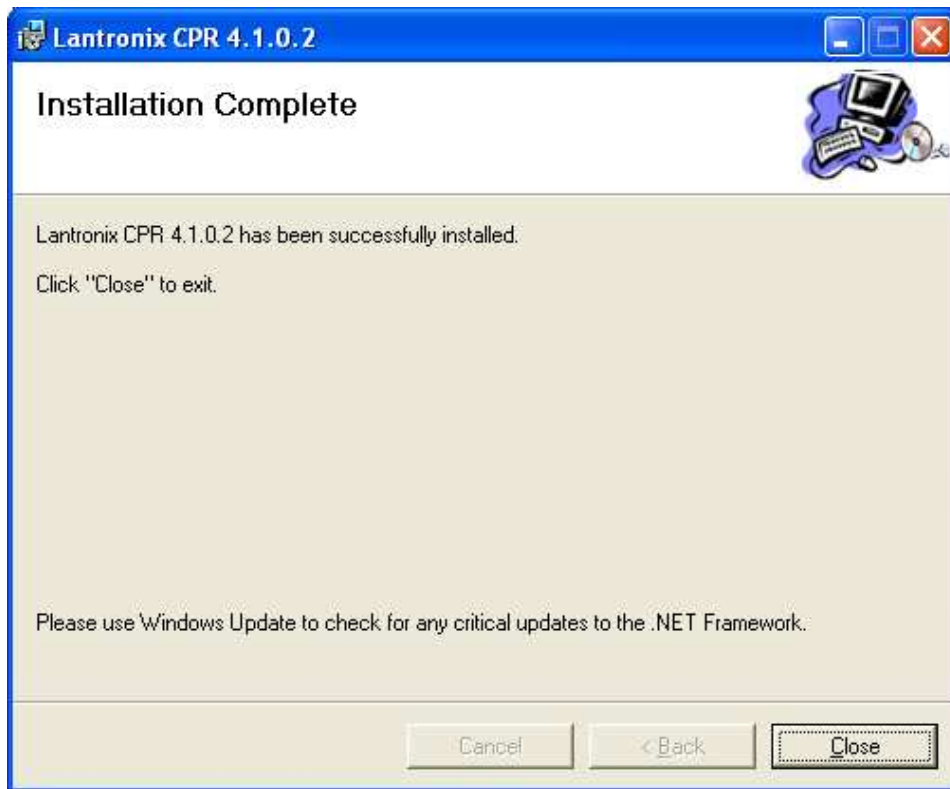 Lantronix CPR 4.1.0.2
Installation Complete
Lantronix CPR 4.1.0.2 has been successfully installed.
Click "Close" to exit.
Please use Windows Update to check for any critical updates to the .NET Framework.
Cancel
< Back
Close